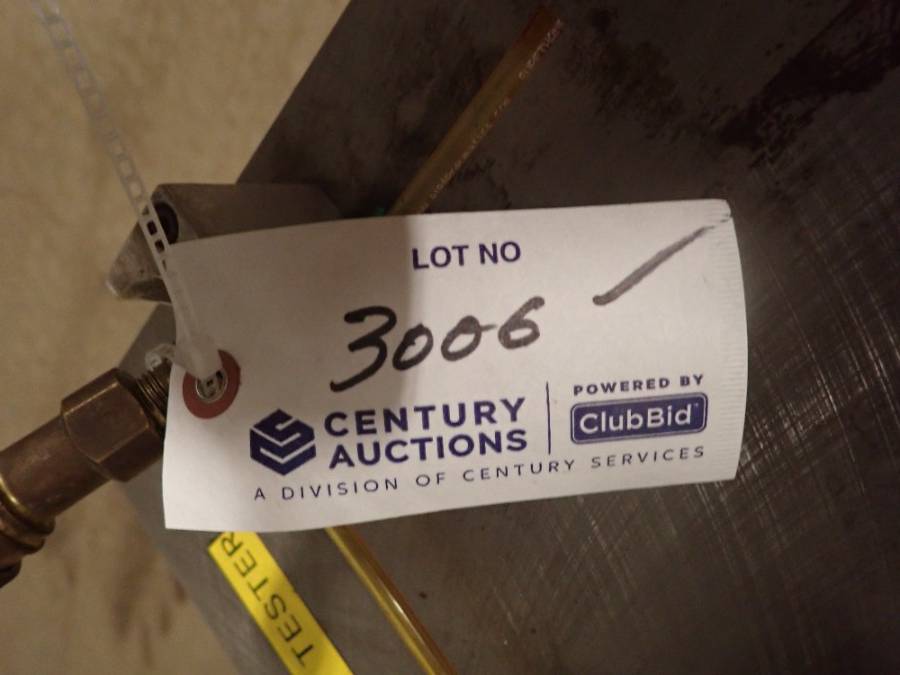 LOT NO
3006
CENTURY
AUCTIONS
POWERED BY
ClubBid
A DIVISION OF CENTURY SERVICES
TESTER